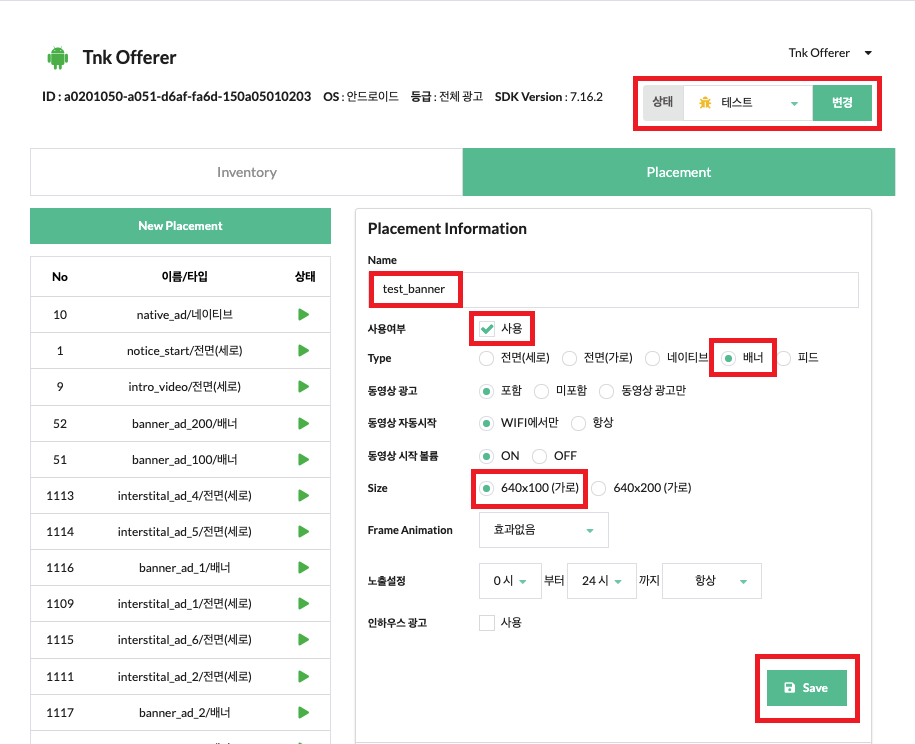 Tnk Offerer
Tnk Offerer
ID : a0201050-a051-d6af-fa6d-150a05010203 OS : 안드로이드 등급 : 전체 광고 SDK Version : 7.16.2
상태 테스트 변경
Inventory Placement
New Placement
No 이름/타입 상태
10 native_ad/네이티브
1 notice_start/전면(세로)
9 intro_video/전면(세로)
52 banner_ad_200/배너
51 banner_ad_100/배너
1113 interstital_ad_4/전면(세로)
1114 interstital_ad_5/전면(세로)
1116 banner_ad_1/배너
1109 interstital_ad_1/전면(세로)
1115 interstital_ad_6/전면(세로)
1111 interstital_ad_2/전면(세로)
1117 banner_ad_2/배너
Placement Information
Name
test_banner
사용여부 사용
Type 전면(세로) 전면(가로) 네이티브 배너 피드
동영상 광고 포함 미포함 동영상 광고만
동영상 자동시작 WIFI에서만 항상
동영상 시작 볼륨 ON OFF
Size 640x100 (가로) 640x200 (가로)
Frame Animation 효과없음
노출설정 0 시 부터 24 시 까지 항상
인하우스 광고 사용
Save